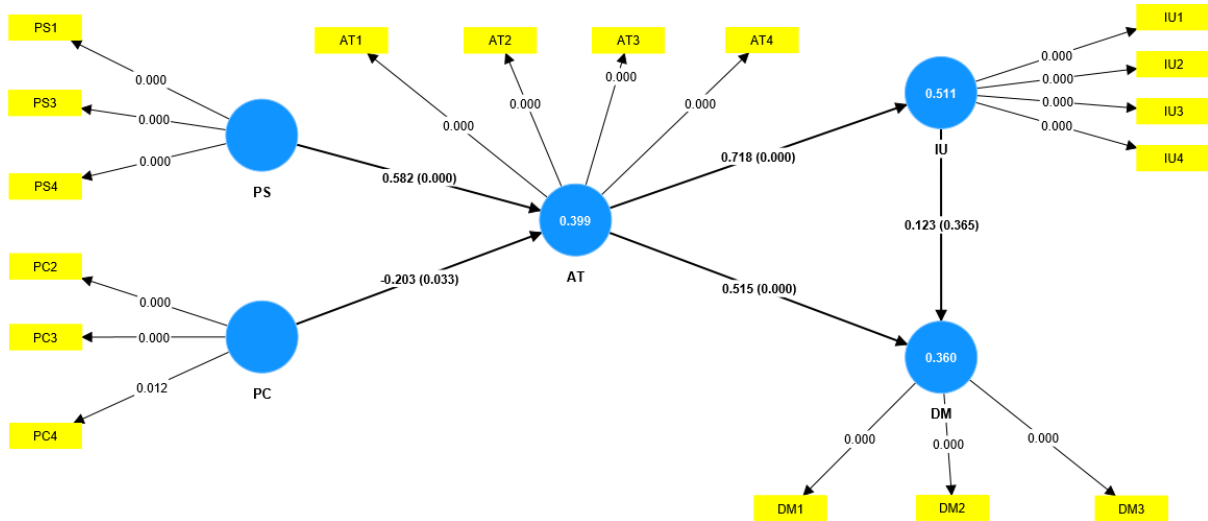 PS1
PS3
PS4
0.000
0.000
0.000
PS
PC2
PC3
PC4
0.000
0.000
0.012
PC
0.582 (0.000)
-0.203 (0.033)
AT1
AT2
AT3
AT4
0.000
0.000
0.000
0.000
0.399
AT
0.718 (0.000)
0.515 (0.000)
0.511
IU
IU1
IU2
IU3
IU4
0.000
0.000
0.000
0.000
0.123 (0.365)
0.360
DM
0.000
0.000
0.000
DM1
DM2
DM3